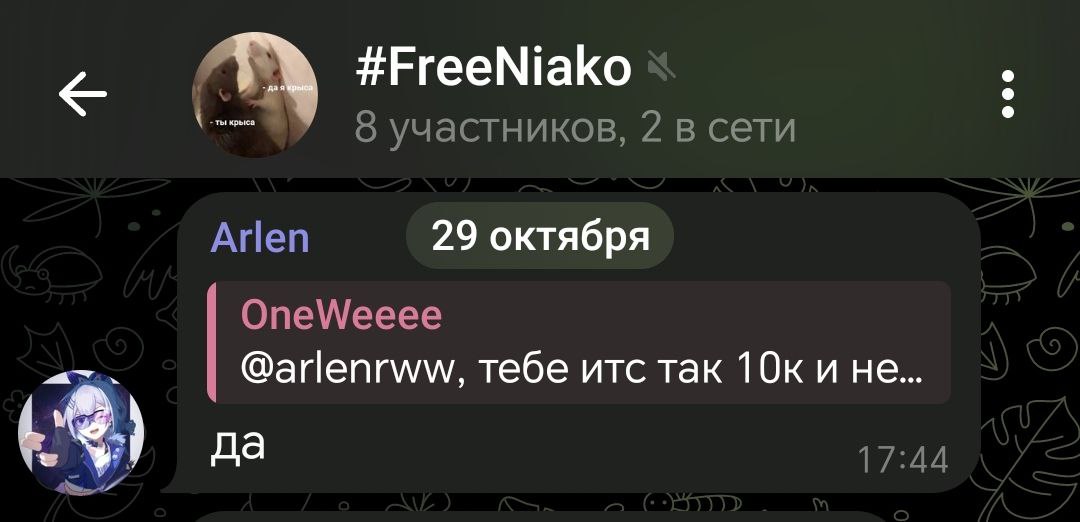 #FreeNiako
- да я крыса
- ты крыса
8 участников, 2 в сети
Arlen
29 октября
OneWeeee
@arlenrww, тебе итс так 10к и не...
да
17:44